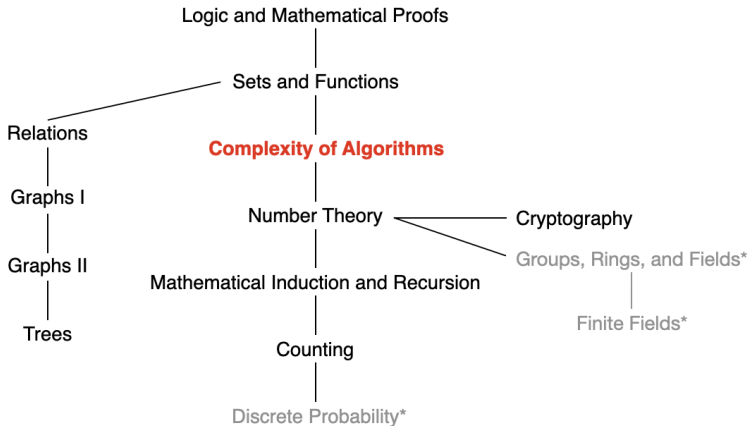 Logic and Mathematical Proofs
Sets and Functions
Relations
Complexity of Algorithms
Graphs I
Number Theory
Cryptography
Groups, Rings, and Fields*
Graphs II
Mathematical Induction and Recursion
Finite Fields*
Trees
Counting
Discrete Probability*